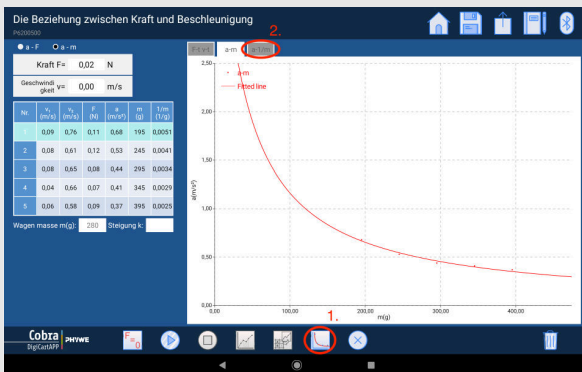 Die Beziehung zwischen Kraft und Beschleunigung
P6200500
2.
a - F a - m
Kraft F= 0,02 N
Geschwindi
gkeit v= 0,00 m/s
Nr. v₁ (m/s) v₂ (m/s) F (N) a (m/s²) m (g) 1/m (1/g)
1 0,09 0,76 0,11 0,68 195 0,0051
2 0,08 0,61 0,12 0,53 245 0,0041
3 0,08 0,65 0,08 0,44 295 0,0034
4 0,04 0,66 0,07 0,41 345 0,0029
5 0,06 0,58 0,09 0,37 395 0,0025
Wagen masse m(g): 280 Steigung k:
F-t v-t a-m a-1/m
a-m
Fitted line
2,50
2,00
1,50
1,00
0,50
0,00
a(m/s²)
0,00 100,00 200,00 300,00 400,00
m(g)
1.
Cobra
DigiCartAPP
PHYWE
F=0